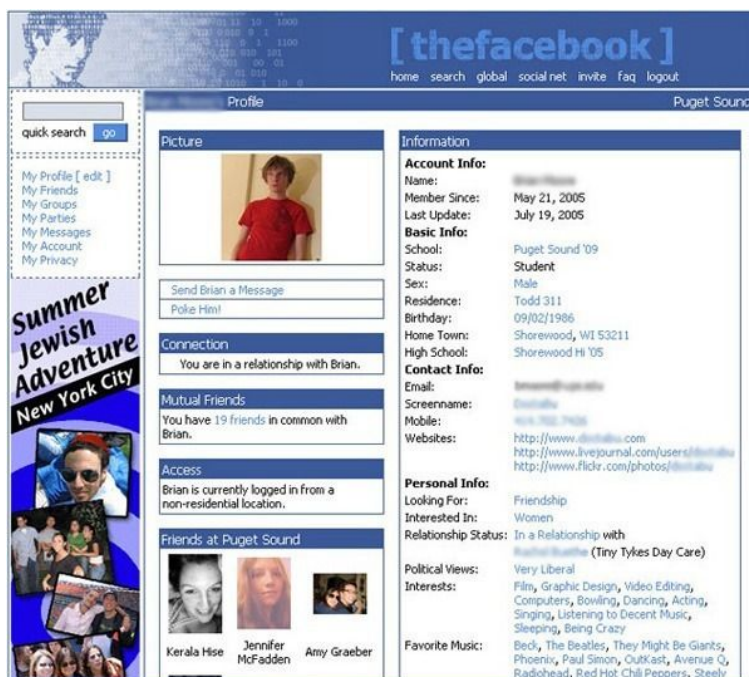 [ thefacebook ]
home search global social net invite faq logout
quick search go
My Profile [ edit ]
My Friends
My Groups
My Parties
My Messages
My Account
My Privacy
Summer
Jewish
Adventure
New York City
Profile
Puget Sound
Picture
Send Brian a Message
Poke Him!
Connection
You are in a relationship with Brian.
Mutual Friends
You have 19 friends in common with
Brian.
Access
Brian is currently logged in from a
non-residential location.
Friends at Puget Sound
Kerala Hise
Jennifer
McFadden
Amy Graeber
Information
Account Info:
Name:
Member Since: May 21, 2005
Last Update: July 19, 2005
Basic Info:
School: Puget Sound '09
Status: Student
Sex: Male
Residence: Todd 311
Birthday: 09/02/1986
Home Town: Shorewood, WI 53211
High School: Shorewood Hi '05
Contact Info:
Email:
Screenname:
Mobile:
Websites: http://www. .com
http://www.livejournal.com/users/
http://www.flickr.com/photos/
Personal Info:
Looking For: Friendship
Interested In: Women
Relationship Status: In a Relationship with
(Tiny Tykes Day Care)
Political Views: Very Liberal
Interests: Film, Graphic Design, Video Editing,
Computers, Bowling, Dancing, Acting,
Singing, Listening to Decent Music,
Sleeping, Being Crazy
Favorite Music: Beck, The Beatles, They Might Be Giants,
Phoenix, Paul Simon, OutKast, Avenue Q,
Radiohead, Red Hot Chili Peppers, Steely